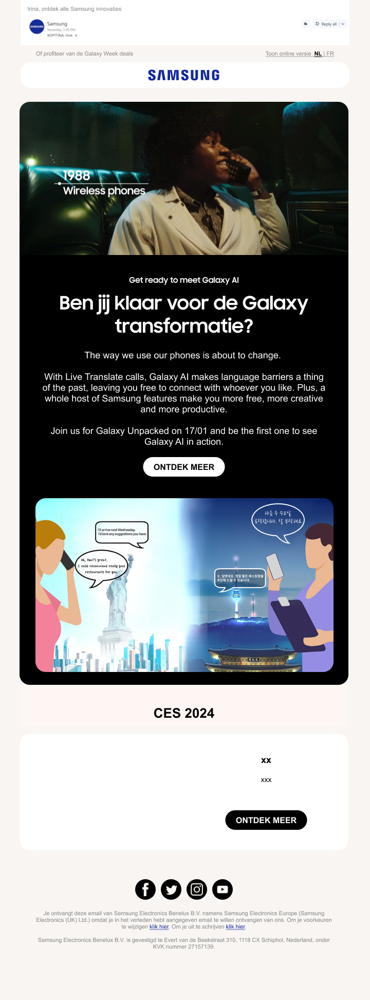 Irina, ontdek alle Samsung innovaties
SAMSUNG
Samsung
Yesterday, 5:00 PM
KOPYTINA, Irina
Reply all
Of profiteer van de Galaxy Week deals
Toon online versie NL | FR
SAMSUNG
1988
Wireless phones
Get ready to meet Galaxy AI
Ben jij klaar voor de Galaxy
transformatie?
The way we use our phones is about to change.
With Live Translate calls, Galaxy AI makes language barriers a thing
of the past, leaving you free to connect with whoever you like. Plus, a
whole host of Samsung features make you more free, more creative
and more productive.
Join us for Galaxy Unpacked on 17/01 and be the first one to see
Galaxy AI in action.
ONTDEK MEER
I'll arrive next Wednesday.
I'd love any suggestions you have.
Oh, that's great.
I could recommend really good
restaurants for you.
다음 주 수요일
도착합니다. 잘 부탁해요.
오, 잘됐네요. 정말 좋은 레스토랑을
추천해 드릴 수 있습니다.
CES 2024
xx
xxx
ONTDEK MEER
Je ontvangt deze email van Samsung Electronics Benelux B.V. namens Samsung Electronics Europe (Samsung
Electronics (UK) Ltd.) omdat je in het verleden hebt aangegeven email te willen ontvangen van ons. Om je voorkeuren
te wijzigen klik hier. Om je uit te schrijven klik hier.
Samsung Electronics Benelux B.V. is gevestigd te Evert van de Beekstraat 310, 1118 CX Schiphol, Nederland, onder
KVK nummer 27157139.